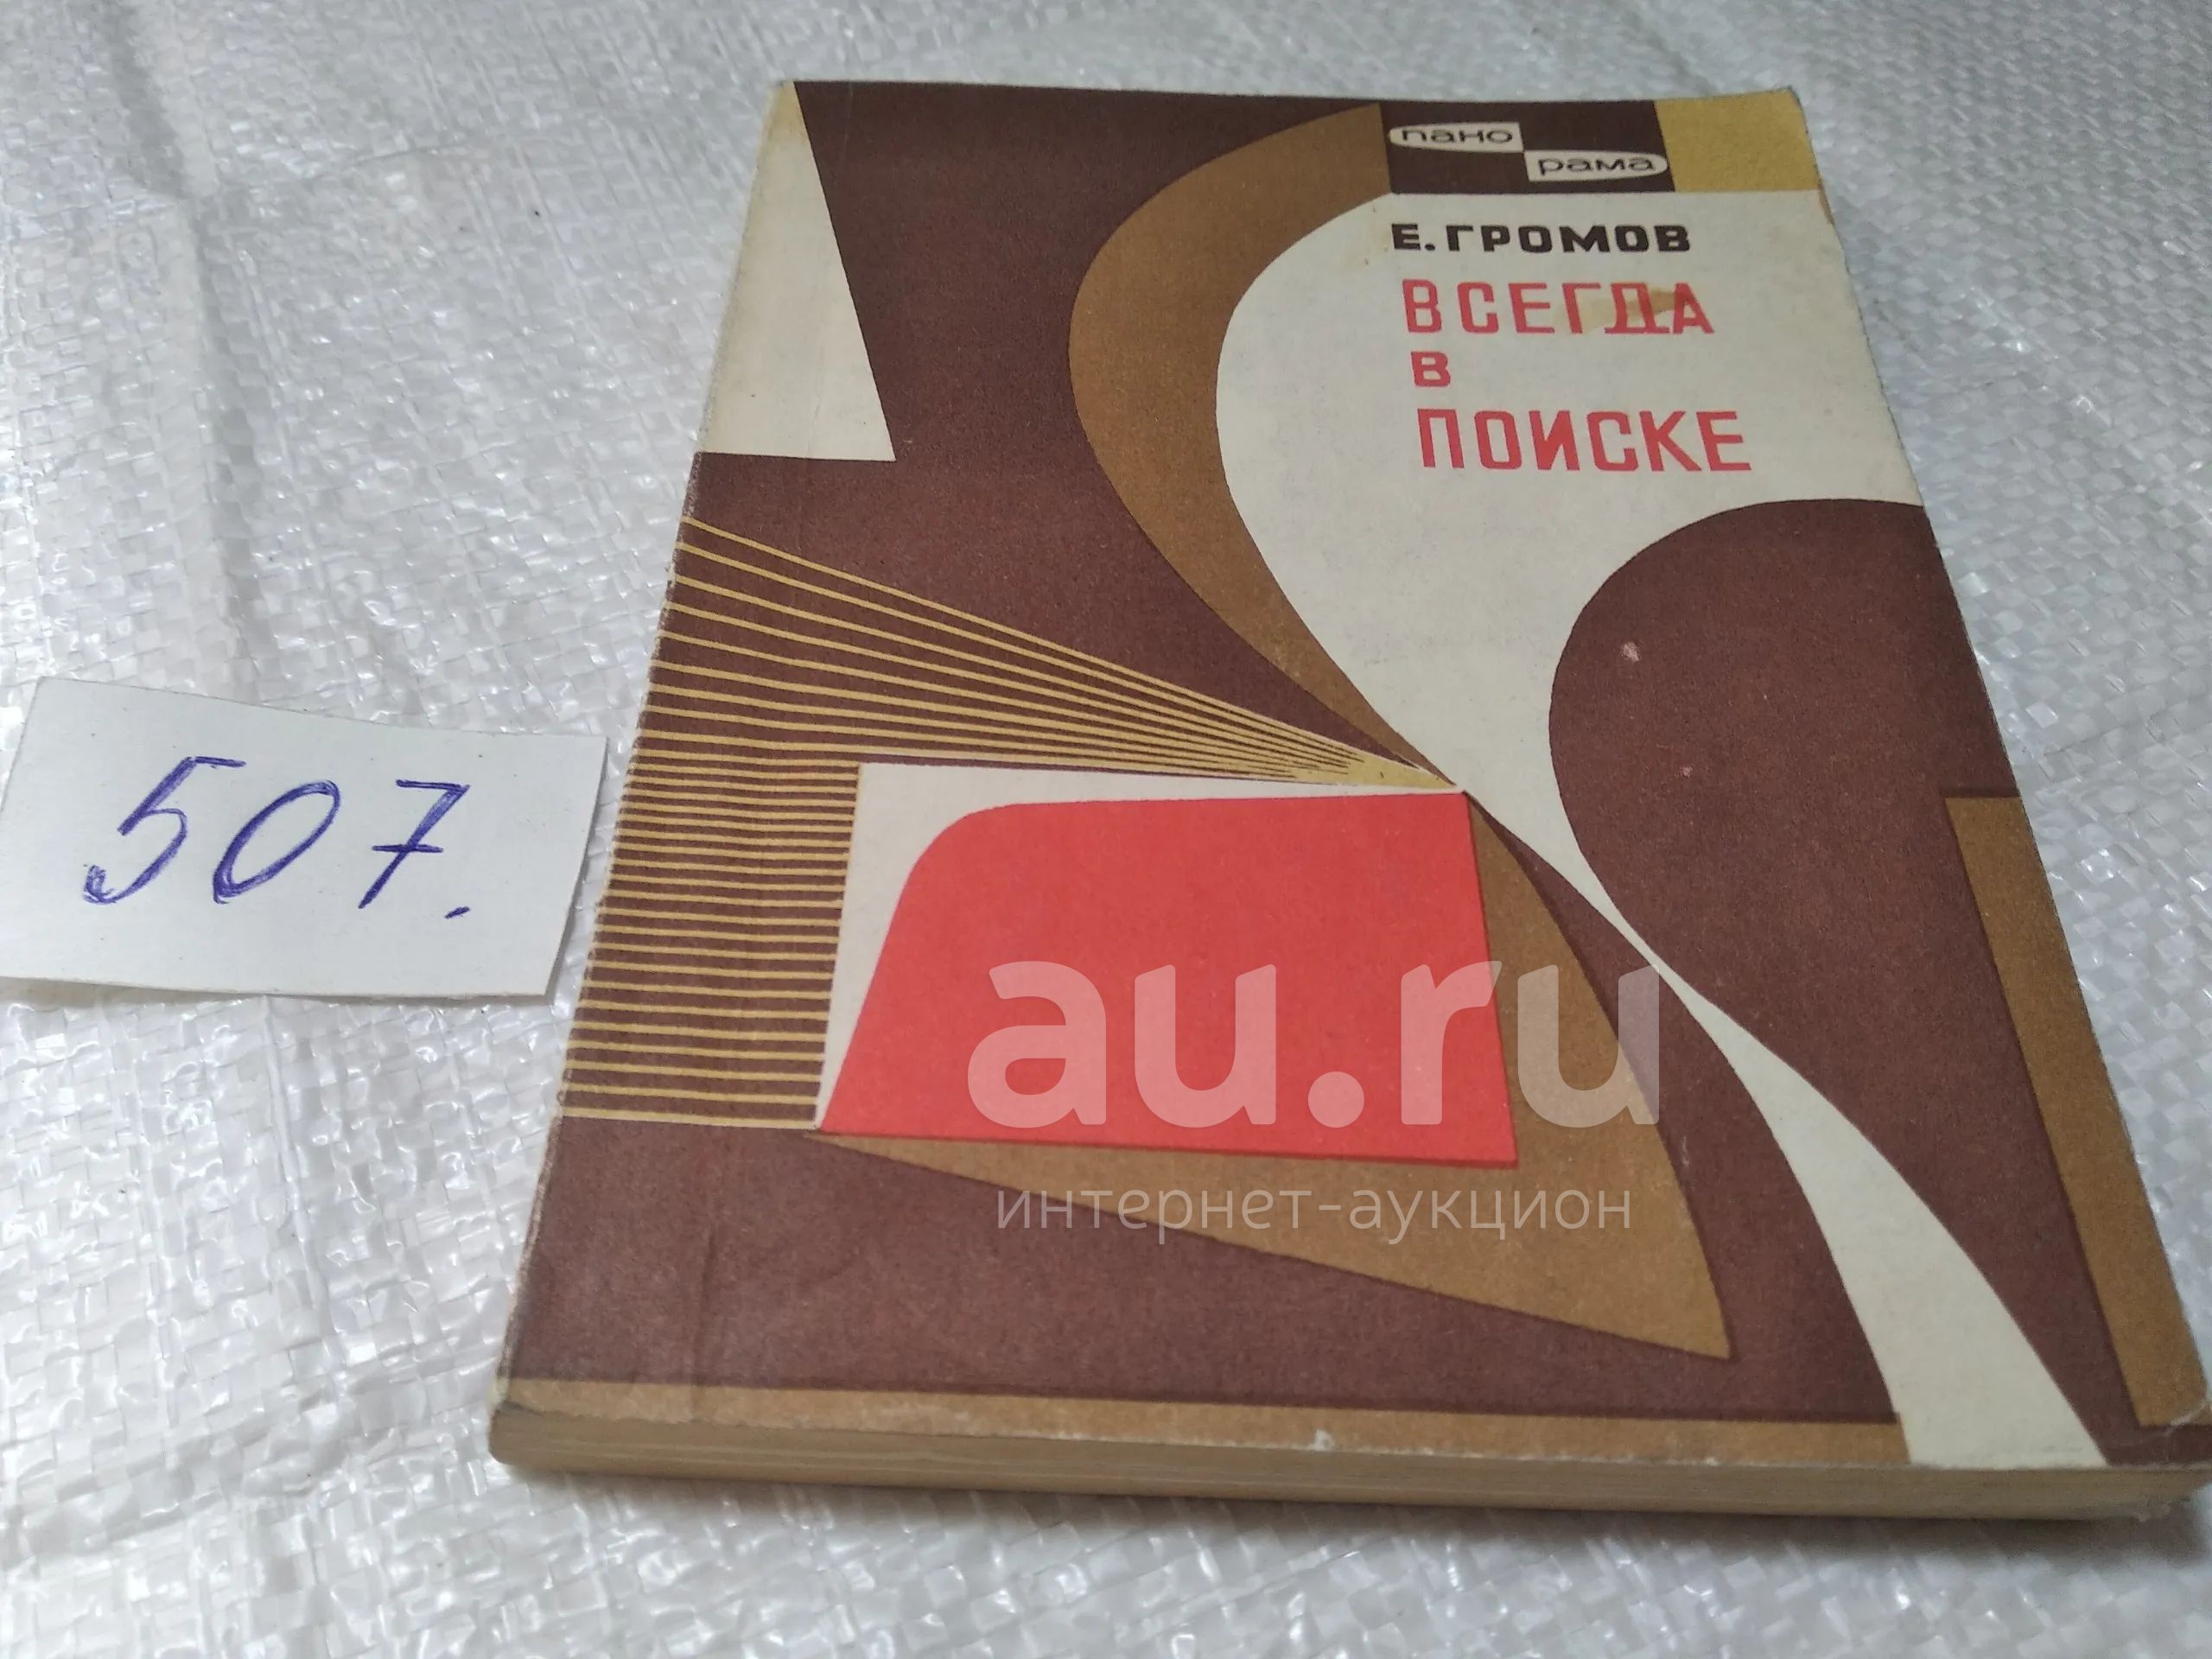 пано
рама
Е. ГРОМОВ
ВСЕГДА
В
ПОИСКЕ
507.
au.ru
интернет-аукцион